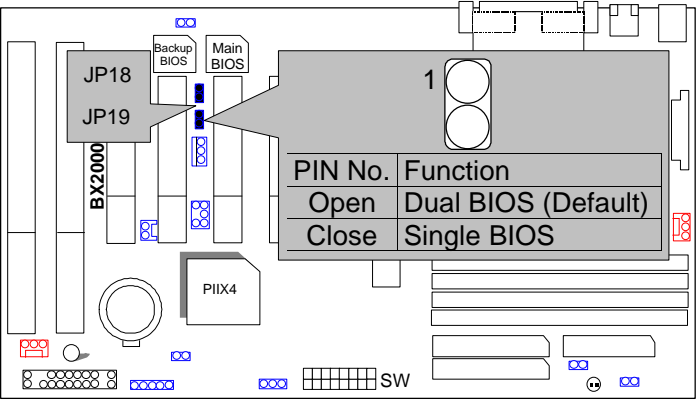 Backup
BIOS
Main
BIOS
JP18
JP19
1
PIN No. Function
Open Dual BIOS (Default)
Close Single BIOS
BX2000
PIIX4
SW